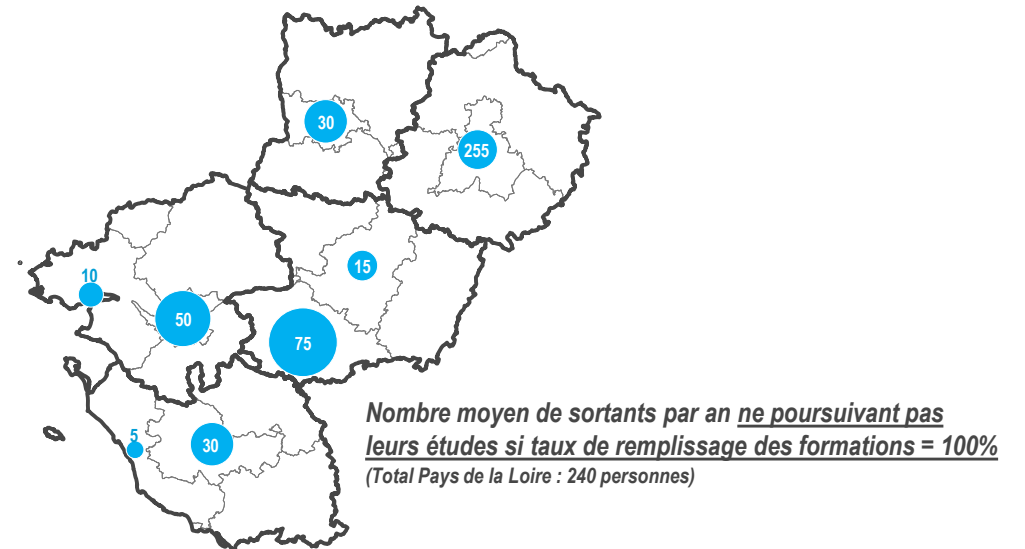 30
255
15
10
50
75
5
30
Nombre moyen de sortants par an ne poursuivant pas
leurs études si taux de remplissage des formations = 100%
(Total Pays de la Loire : 240 personnes)